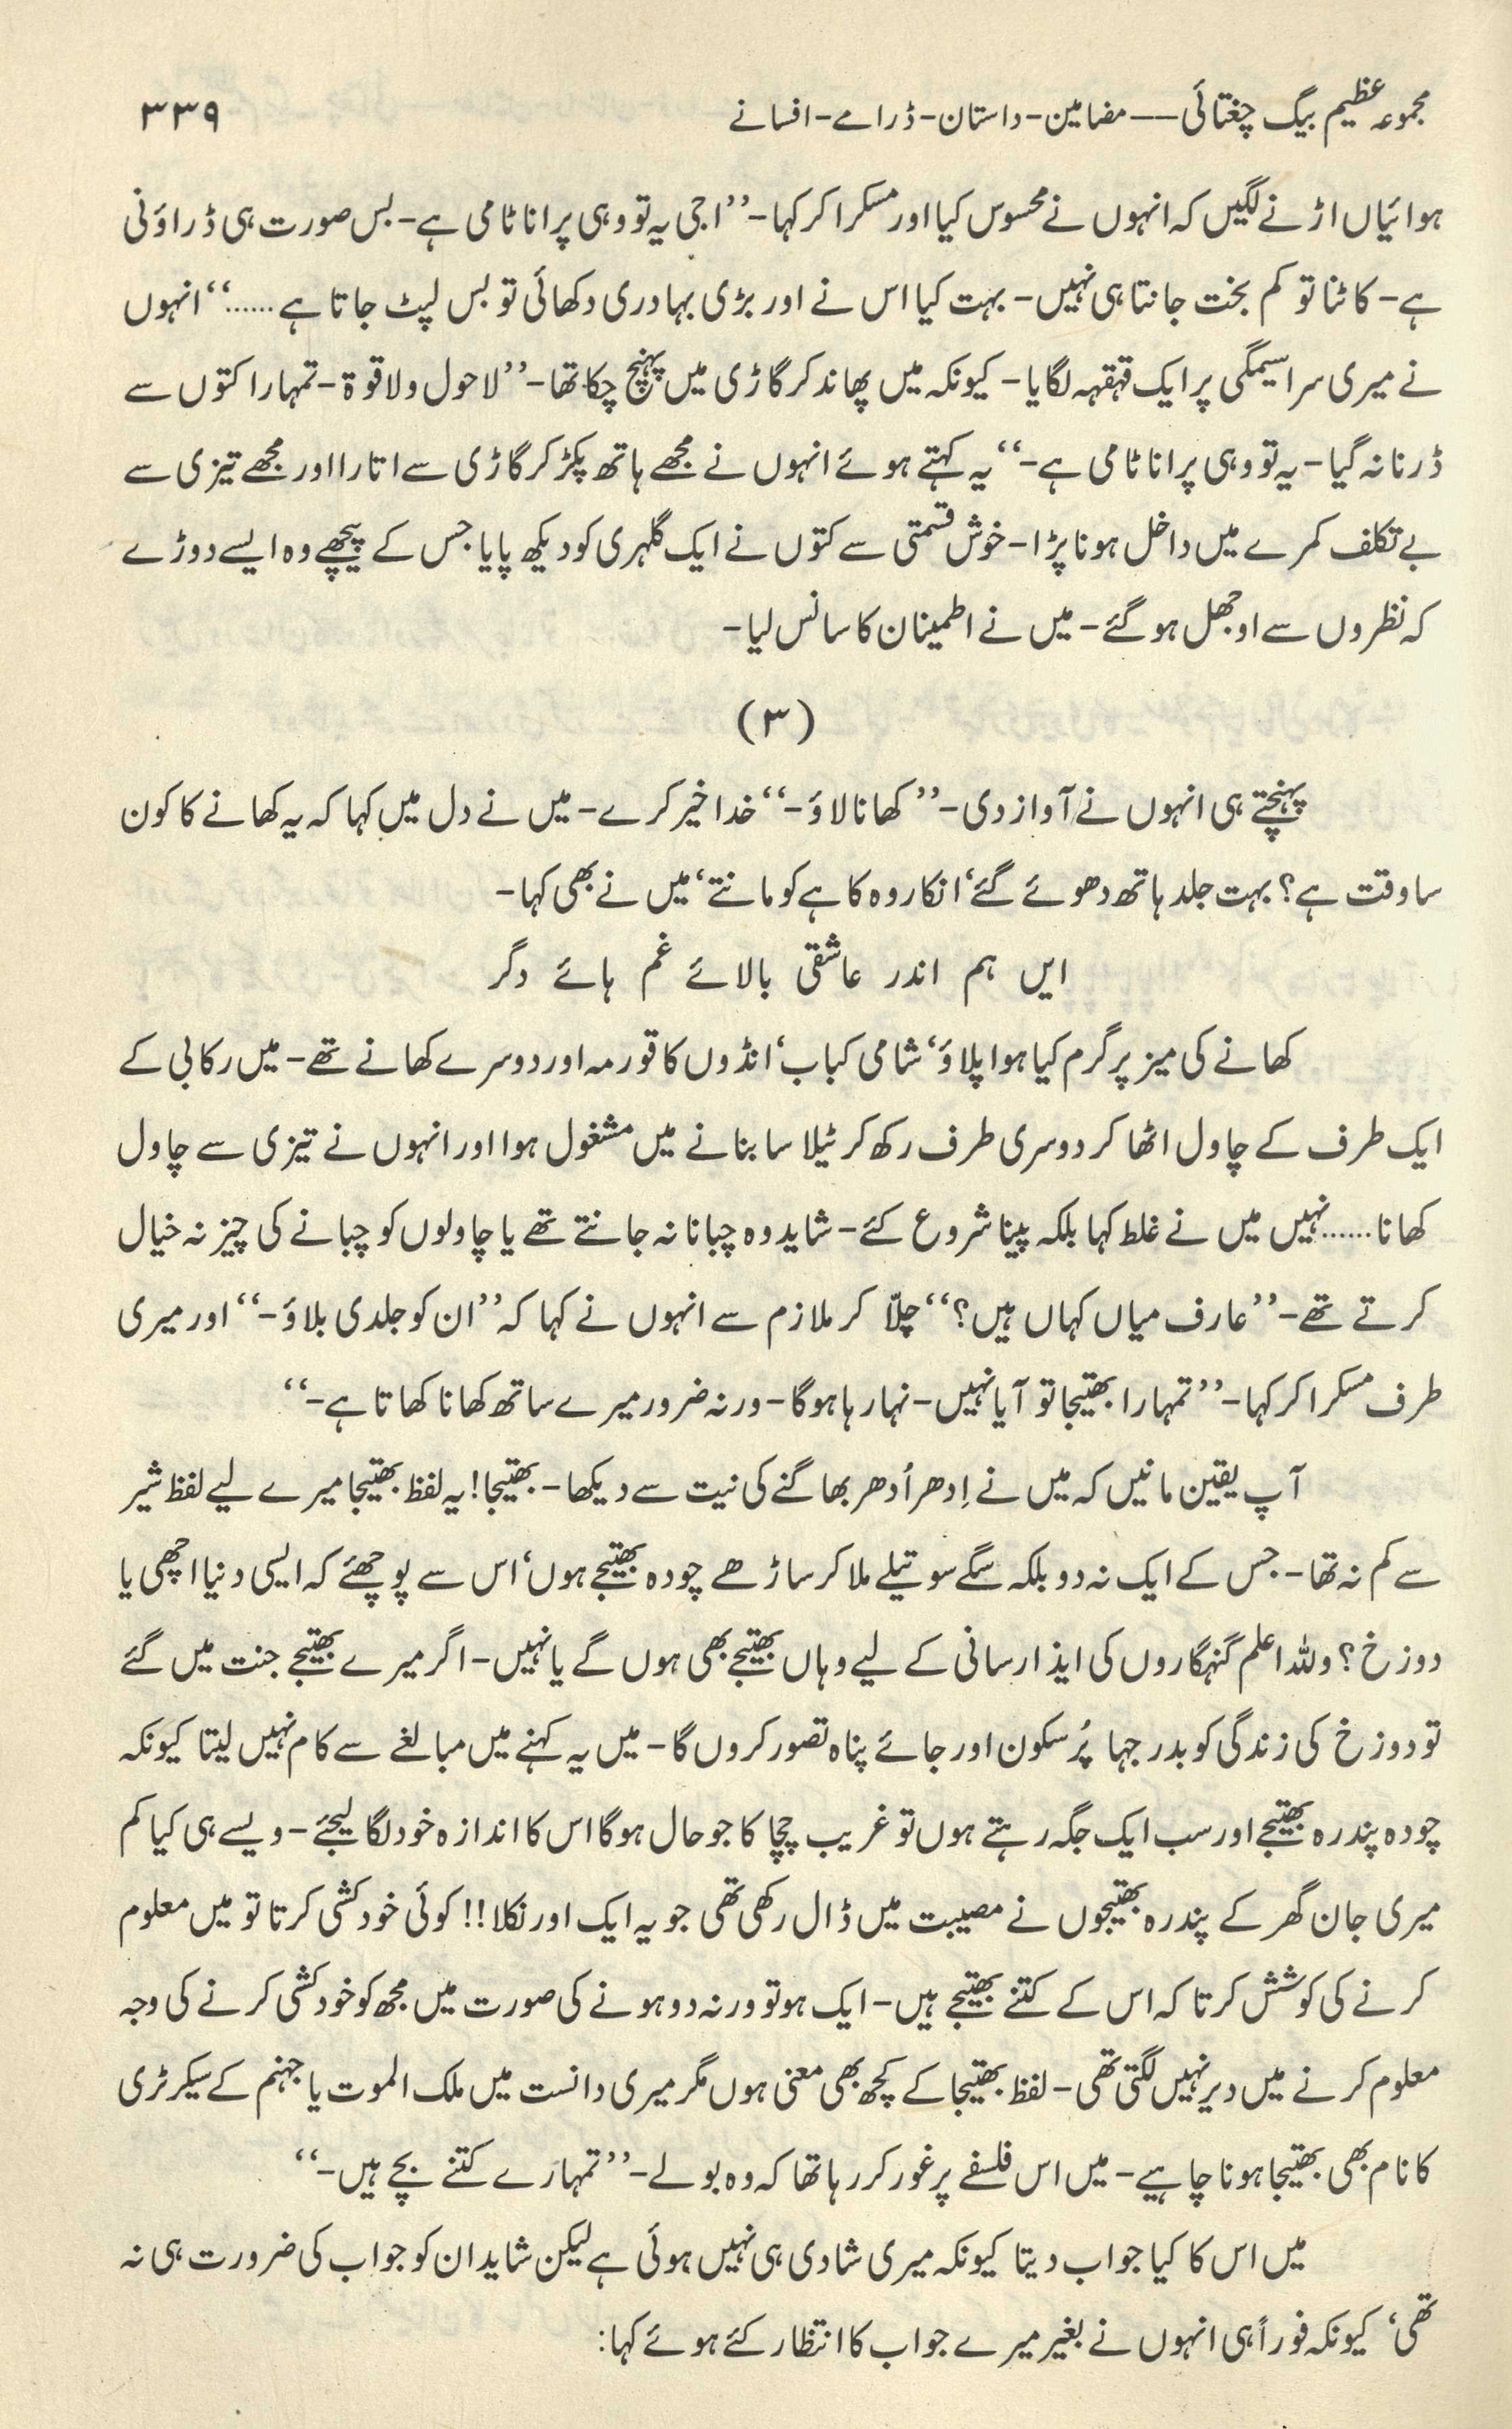 مجموعہ عظیم بیگ چغتائی —— مضامین - داستان - ڈرامے - افسانے ۳۳۹
ہوائیاں اڑنے لگیں کہ انہوں نے محسوس کیا اور مسکرا کر کہا - ’’اجی یہ تو وہی پرانا ٹامی ہے - بس صورت ہی ڈراؤنی
ہے - کاٹنا تو کم بخت جانتا ہی نہیں - بہت کیا اس نے اور بڑی بہادری دکھائی تو بس لپٹ جاتا ہے ......‘‘ انہوں
نے میری سراسیمگی پر ایک قہقہہ لگایا - کیونکہ میں پھاند کر گاڑی میں پہنچ چکا تھا - ’’لاحول ولا قوۃ - تمہارا کتوں سے
ڈرنا نہ گیا - یہ تو وہی پرانا ٹامی ہے -‘‘ یہ کہتے ہوئے انہوں نے مجھے ہاتھ پکڑ کر گاڑی سے اتارا اور مجھے تیزی سے
بے تکلف کمرے میں داخل ہونا پڑا - خوش قسمتی سے کتوں نے ایک گلہری کو دیکھ پایا جس کے پیچھے وہ ایسے دوڑے
کہ نظروں سے اوجھل ہو گئے - میں نے اطمینان کا سانس لیا -
(۳)
پہنچتے ہی انہوں نے آواز دی - ’’کھانا لاؤ -‘‘ خدا خیر کرے - میں نے دل میں کہا کہ یہ کھانے کا کون
سا وقت ہے؟ بہت جلد ہاتھ دھوئے گئے‘ انکار وہ کاہے کو مانتے‘ میں نے بھی کہا -
ایں ہم اندر عاشقی بالائے غم ہائے دگر
کھانے کی میز پر گرم کیا ہوا پلاؤ‘ شامی کباب‘ انڈوں کا قورمہ اور دوسرے کھانے تھے - میں رکابی کے
ایک طرف کے چاول اٹھا کر دوسری طرف رکھ کر ٹیلا سا بنانے میں مشغول ہوا اور انہوں نے تیزی سے چاول
کھانا ...... نہیں میں نے غلط کہا بلکہ پینا شروع کئے - شاید وہ چبانا نہ جانتے تھے یا چاولوں کو چبانے کی چیز نہ خیال
کرتے تھے - ’’عارف میاں کہاں ہیں؟‘‘ چلّا کر ملازم سے انہوں نے کہا کہ ’’ان کو جلدی بلاؤ -‘‘ اور میری
طرف مسکرا کر کہا - ’’تمہارا بھتیجا تو آیا نہیں - نہا رہا ہوگا - ورنہ ضرور میرے ساتھ کھانا کھاتا ہے -‘‘
آپ یقین مانیں کہ میں نے اِدھر اُدھر بھاگنے کی نیت سے دیکھا - بھتیجا! یہ لفظ بھتیجا میرے لیے لفظ شیر
سے کم نہ تھا - جس کے ایک نہ دو بلکہ سگے سوتیلے ملا کر ساڑھے چودہ بھتیجے ہوں‘ اس سے پوچھئے کہ ایسی دنیا اچھی یا
دوزخ؟ وللہ اعلم گنہگاروں کی ایذا رسانی کے لیے وہاں بھتیجے بھی ہوں گے یا نہیں - اگر میرے بھتیجے جنت میں گئے
تو دوزخ کی زندگی کو بدرجہا پُرسکون اور جائے پناہ تصور کروں گا - میں یہ کہنے میں مبالغے سے کام نہیں لیتا کیونکہ
چودہ پندرہ بھتیجے اور سب ایک جگہ رہتے ہوں تو غریب چچا کا جو حال ہوگا اس کا اندازہ خود لگا لیجئے - ویسے ہی کیا کم
میری جان گھر کے پندرہ بھتیجوں نے مصیبت میں ڈال رکھی تھی جو یہ ایک اور نکلا!! کوئی خودکشی کرتا تو میں معلوم
کرنے کی کوشش کرتا کہ اس کے کتنے بھتیجے ہیں - ایک ہو تو ورنہ دو ہونے کی صورت میں مجھ کو خودکشی کرنے کی وجہ
معلوم کرنے میں دیر نہیں لگتی تھی - لفظ بھتیجا کے کچھ بھی معنی ہوں مگر میری دانست میں ملک الموت یا جہنم کے سیکرٹری
کا نام بھی بھتیجا ہونا چاہیے - میں اس فلسفے پر غور کر رہا تھا کہ وہ بولے - ’’تمہارے کتنے بچے ہیں -‘‘
میں اس کا کیا جواب دیتا کیونکہ میری شادی ہی نہیں ہوئی ہے لیکن شاید ان کو جواب کی ضرورت ہی نہ
تھی‘ کیونکہ فوراً ہی انہوں نے بغیر میرے جواب کا انتظار کئے ہوئے کہا: